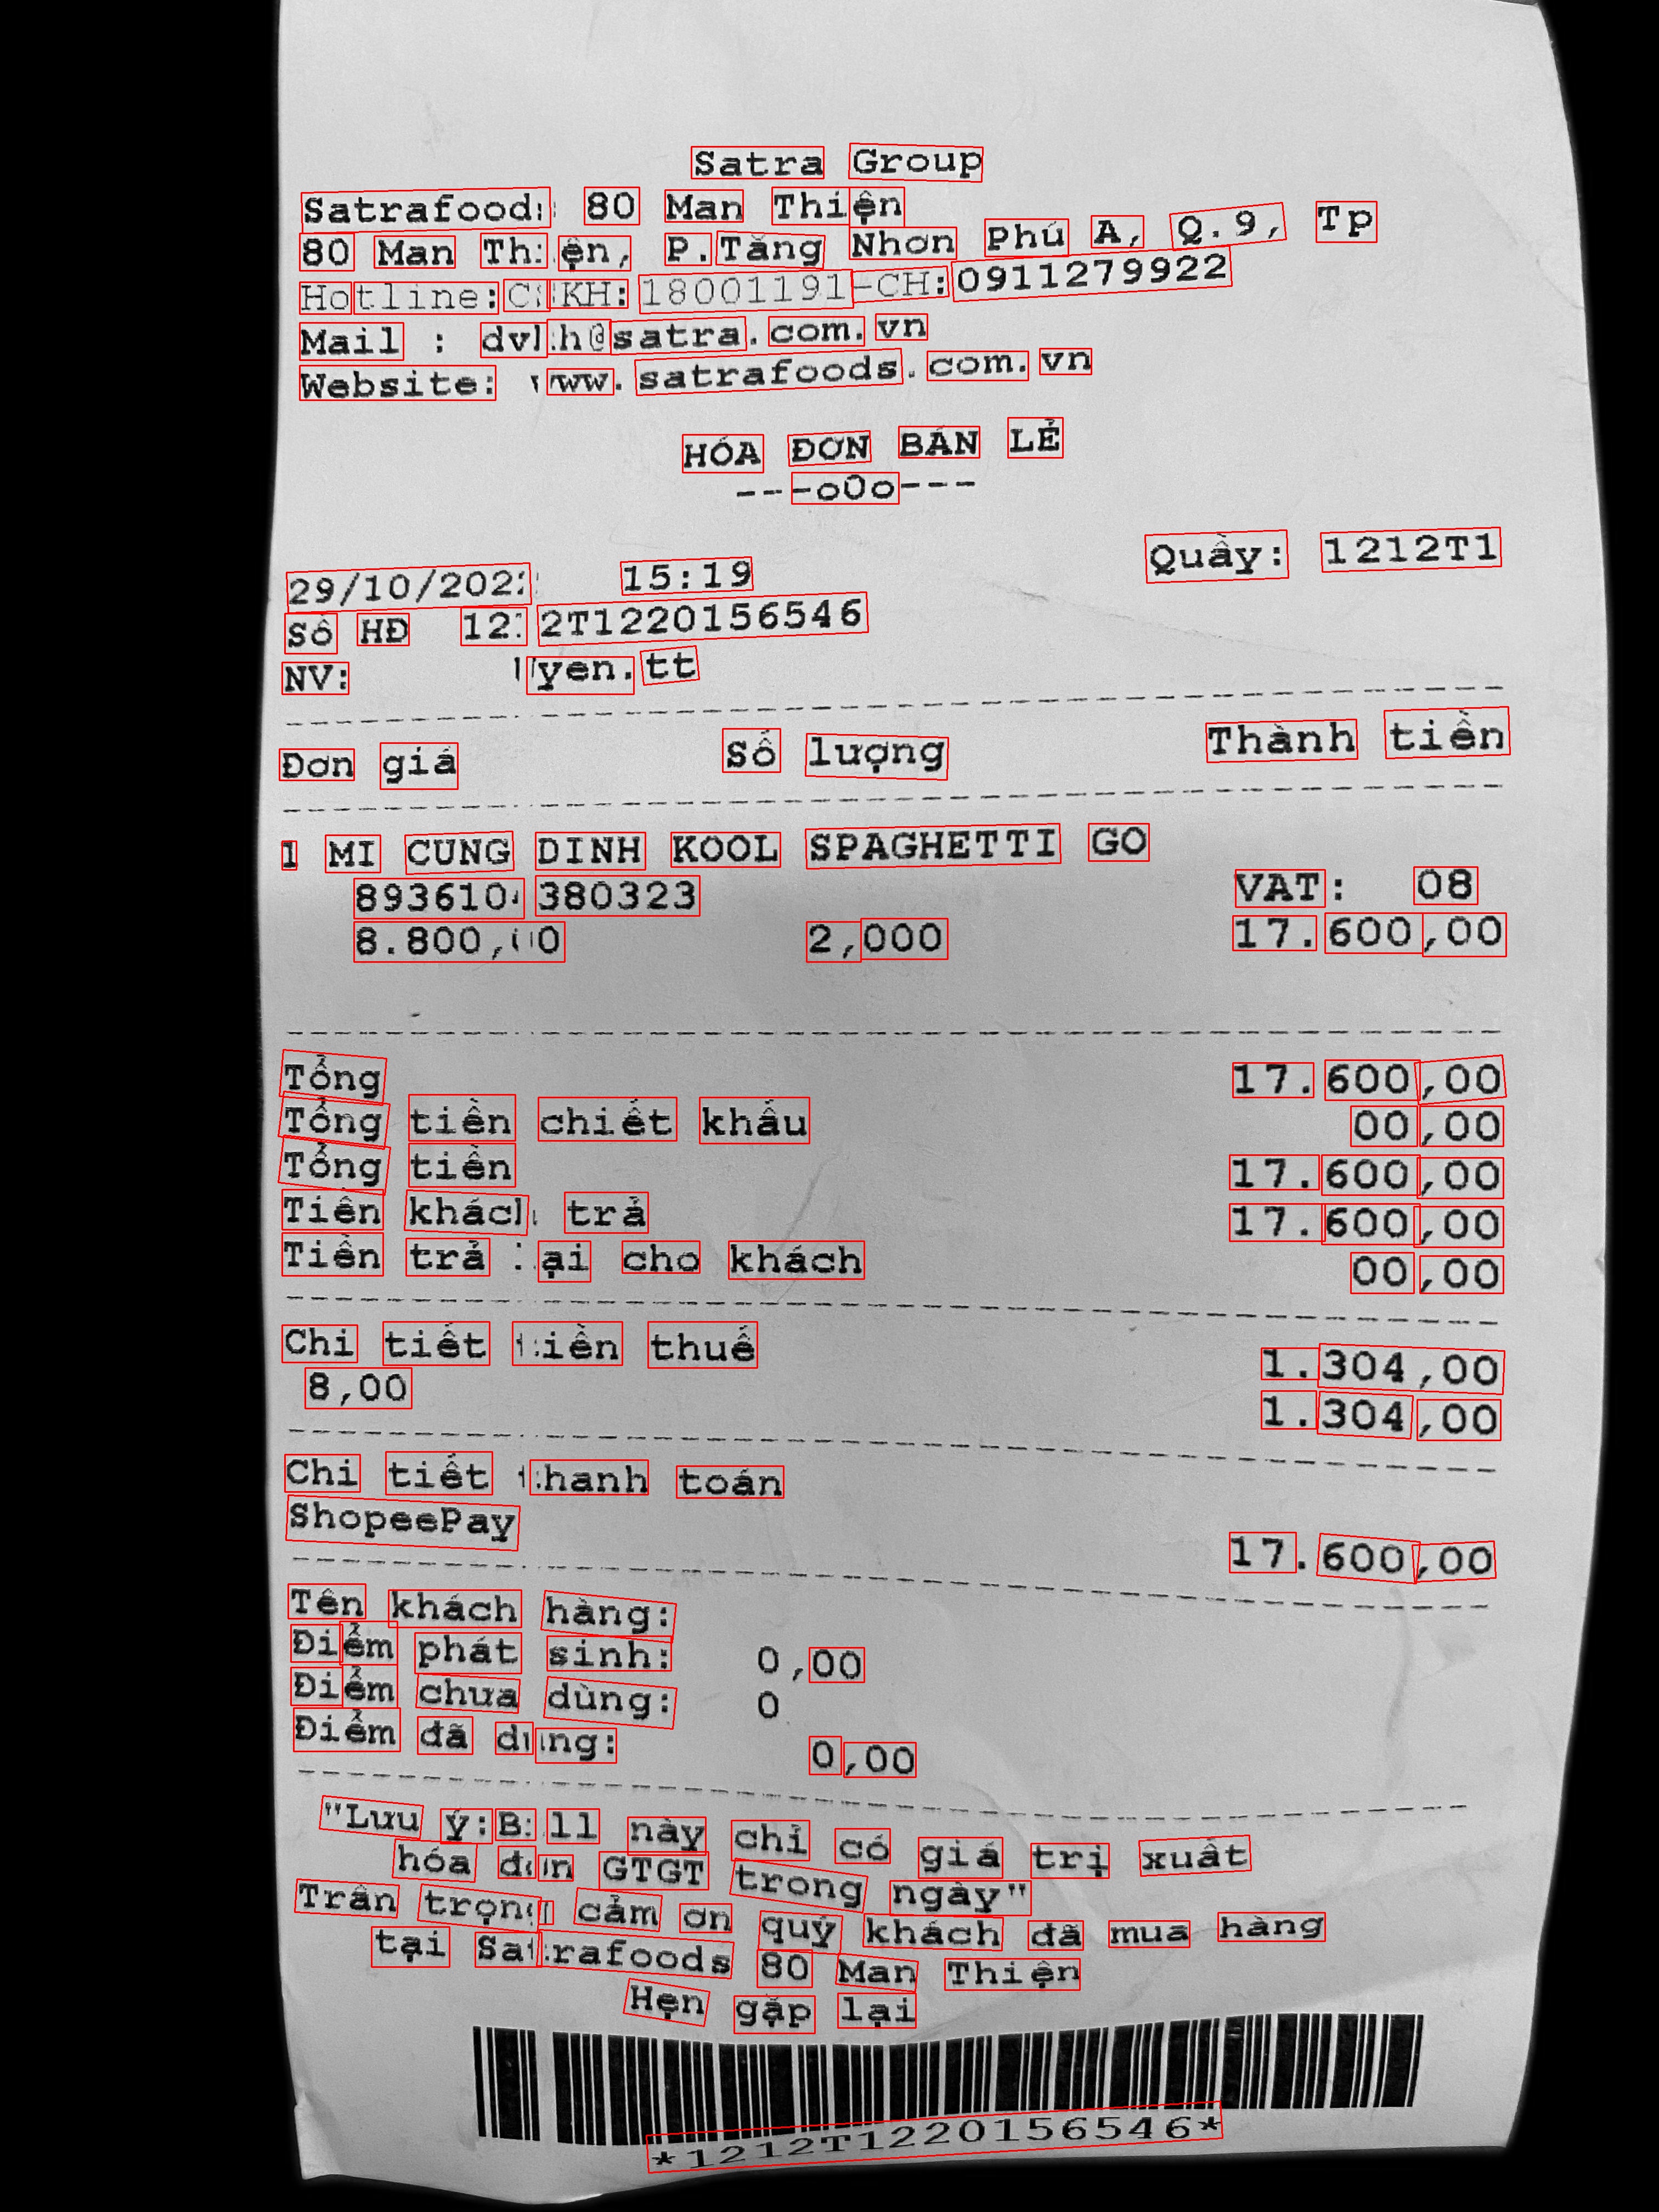 Satra Group
Satrafoods 80 Man Thiện
80 Man Thiện, P.Tăng Nhơn Phú A, Q.9, Tp
Hotline:CSKH:18001191-CH:0911279922
Mail : dvkh@satra.com.vn
Website: www.satrafoods.com.vn
HÓA ĐƠN BÁN LẺ
---oOo---
Quầy: 1212T1
29/10/2022 15:19
Số HĐ 1212T1220156546
NV: Uyen.tt
Đơn giá Số lượng Thành tiền
1 MI CUNG DINH KOOL SPAGHETTI GO
893610 380323 VAT: 08
8.800,00 2,000 17.600,00
Tổng 17.600,00
Tổng tiền chiết khấu 00,00
Tổng tiền 17.600,00
Tiền khách trả 17.600,00
Tiền trả lại cho khách 00,00
Chi tiết tiền thuế 1.304,00
8,00 1.304,00
Chi tiết thanh toán
ShopeePay 17.600,00
Tên khách hàng:
Điểm phát sinh: 0,00
Điểm chưa dùng: 0
Điểm đã dùng: 0,00
"Lưu ý:Bill này chỉ có giá trị xuất
hóa đơn GTGT trong ngày"
Trân trọng cảm ơn quý khách đã mua hàng
tại Satrafoods 80 Man Thiện
Hẹn gặp lại
*1212T1220156546*